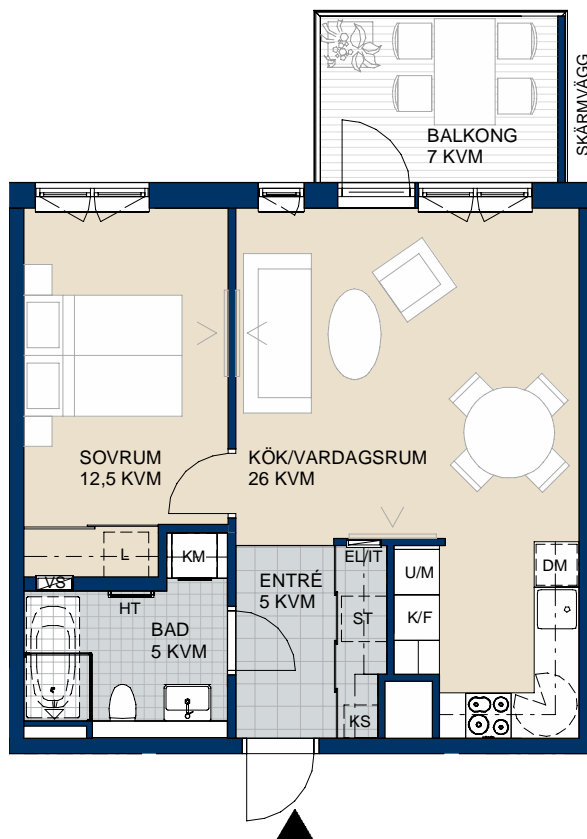 BALKONG
7 KVM
SKÄRMVÄGG
SOVRUM
12,5 KVM
KÖK/VARDAGSRUM
26 KVM
L
KM
VS
HT
BAD
5 KVM
ENTRÉ
5 KVM
EL/IT
ST
KS
U/M
K/F
DM